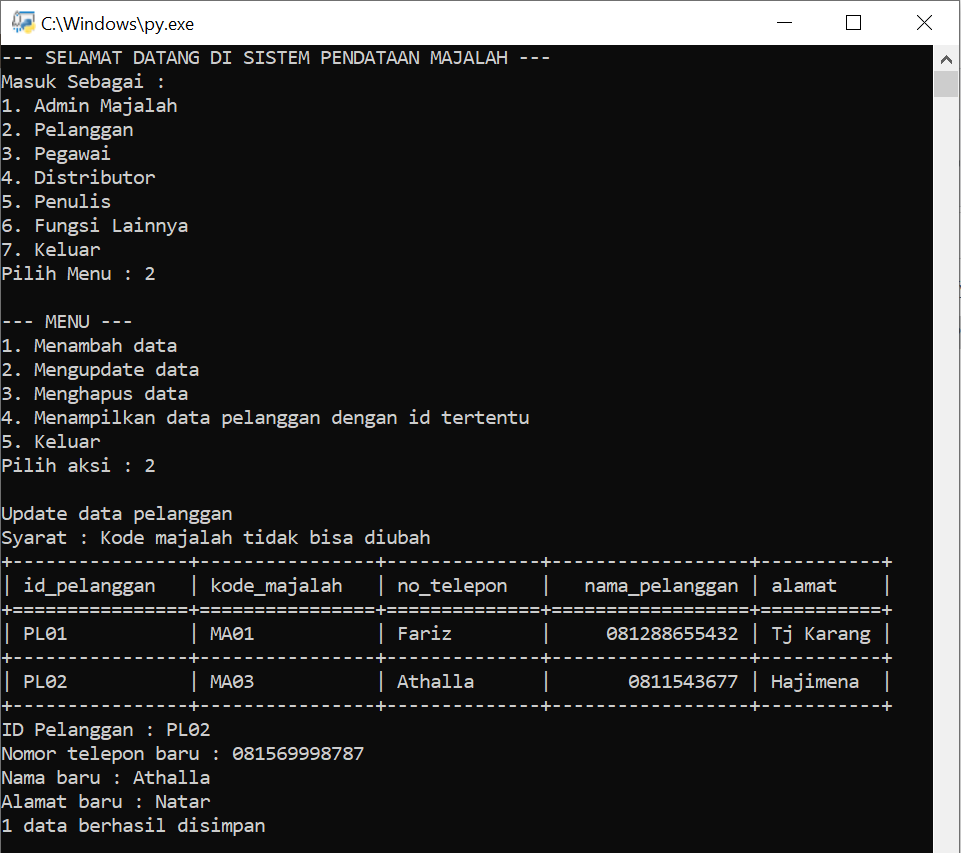 C:\Windows\py.exe
--- SELAMAT DATANG DI SISTEM PENDATAAN MAJALAH ---
Masuk Sebagai :
1. Admin Majalah
2. Pelanggan
3. Pegawai
4. Distributor
5. Penulis
6. Fungsi Lainnya
7. Keluar
Pilih Menu : 2

--- MENU ---
1. Menambah data
2. Mengupdate data
3. Menghapus data
4. Menampilkan data pelanggan dengan id tertentu
5. Keluar
Pilih aksi : 2

Update data pelanggan
Syarat : Kode majalah tidak bisa diubah
+----------------+----------------+--------------+------------------+-----------+
| id_pelanggan   | kode_majalah   | no_telepon   |   nama_pelanggan | alamat    |
+================+================+==============+==================+===========+
| PL01           | MA01           | Fariz        |     081288655432 | Tj Karang |
+----------------+----------------+--------------+------------------+-----------+
| PL02           | MA03           | Athalla      |       0811543677 | Hajimena  |
+----------------+----------------+--------------+------------------+-----------+
ID Pelanggan : PL02
Nomor telepon baru : 081569998787
Nama baru : Athalla
Alamat baru : Natar
1 data berhasil disimpan